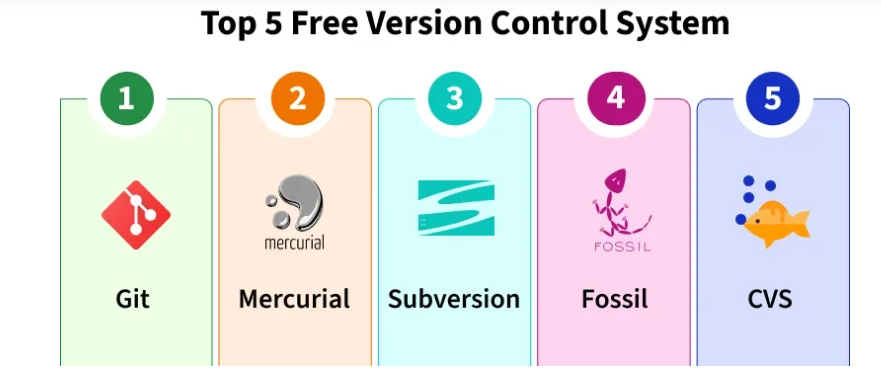 Top 5 Free Version Control System
1 2 3 4 5
mercurial
FOSSIL
Git Mercurial Subversion Fossil CVS